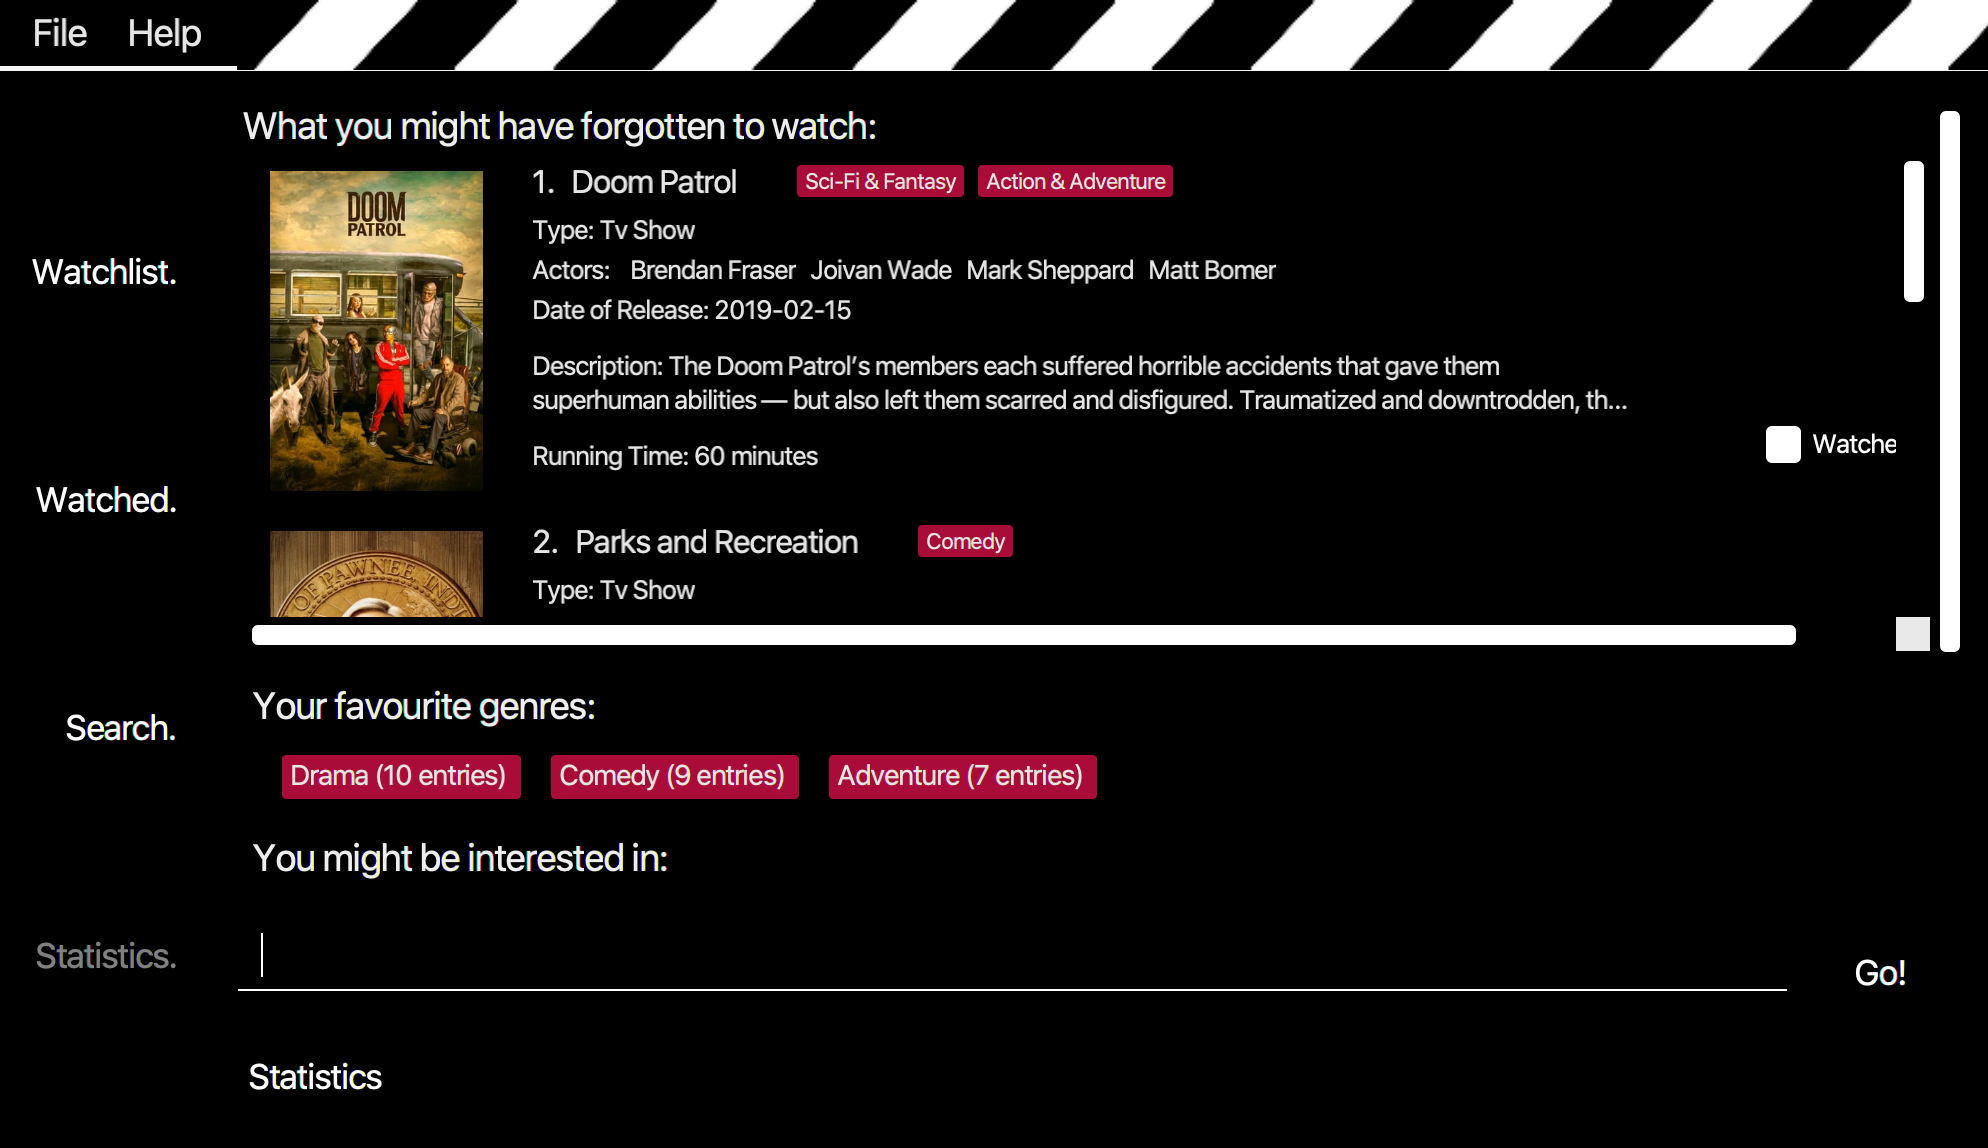 File Help
What you might have forgotten to watch:
DOOM
PATROL
1. Doom Patrol Sci-Fi & Fantasy Action & Adventure
Type: Tv Show
Watchlist.
Actors: Brendan Fraser Joivan Wade Mark Sheppard Matt Bomer
Date of Release: 2019-02-15
Description: The Doom Patrol's members each suffered horrible accidents that gave them
superhuman abilities — but also left them scarred and disfigured. Traumatized and downtrodden, th...
Watche
Running Time: 60 minutes
Watched.
2. Parks and Recreation Comedy
OF PAWNEE, INDI
Type: Tv Show
Your favourite genres:
Search.
Drama (10 entries) Comedy (9 entries) Adventure (7 entries)
You might be interested in:
Statistics.
Go!
Statistics